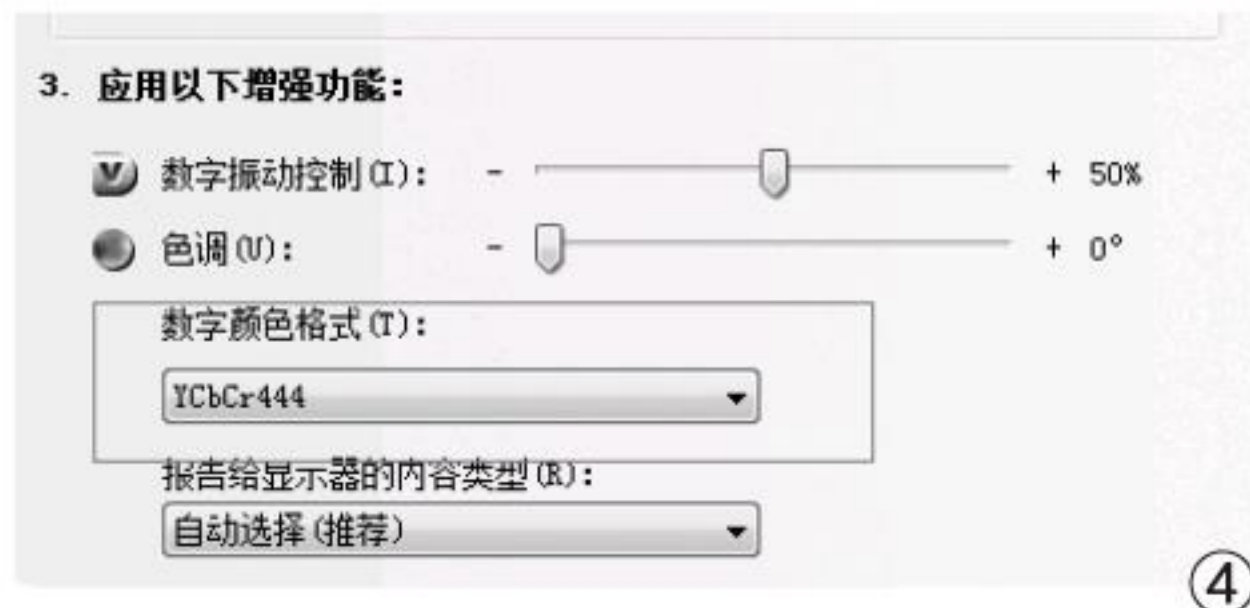 3. 应用以下增强功能:
数字振动控制(I): - + 50%
色调(U): - + 0°
数字颜色格式(T):
YCbCr444
报告给显示器的内容类型(R):
自动选择(推荐)
④